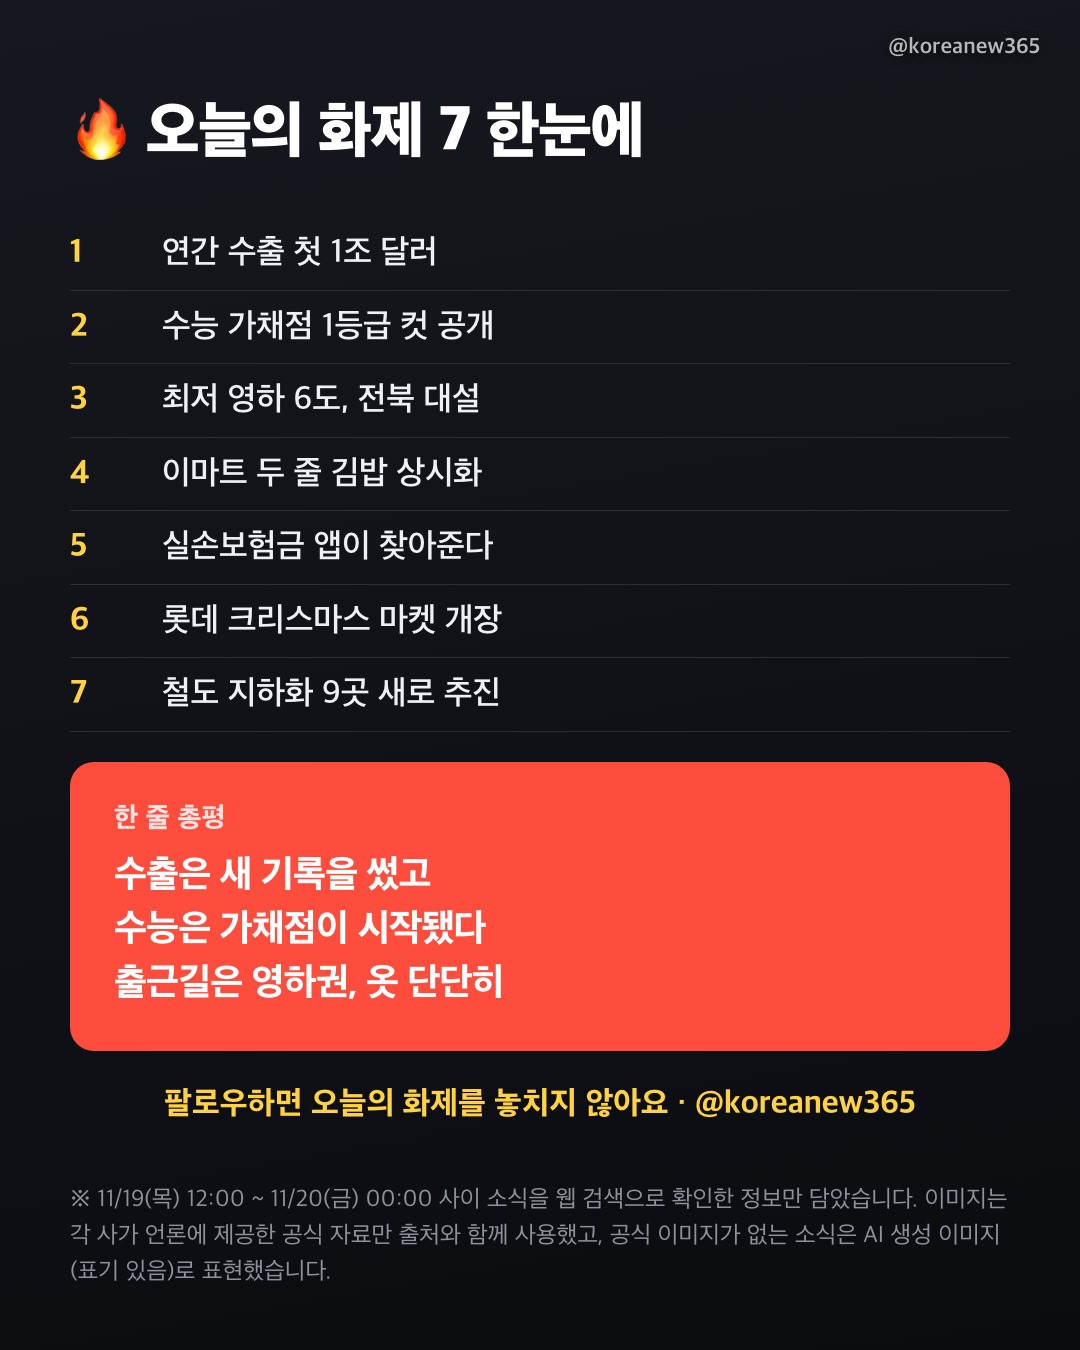 @koreanew365
🔥 오늘의 화제 7 한눈에
1 연간 수출 첫 1조 달러
2 수능 가채점 1등급 컷 공개
3 최저 영하 6도, 전북 대설
4 이마트 두 줄 김밥 상시화
5 실손보험금 앱이 찾아준다
6 롯데 크리스마스 마켓 개장
7 철도 지하화 9곳 새로 추진
한 줄 총평
수출은 새 기록을 썼고
수능은 가채점이 시작됐다
출근길은 영하권, 옷 단단히
팔로우하면 오늘의 화제를 놓치지 않아요 · @koreanew365
※ 11/19(목) 12:00 ~ 11/20(금) 00:00 사이 소식을 웹 검색으로 확인한 정보만 담았습니다. 이미지는
각 사가 언론에 제공한 공식 자료만 출처와 함께 사용했고, 공식 이미지가 없는 소식은 AI 생성 이미지
(표기 있음)로 표현했습니다.